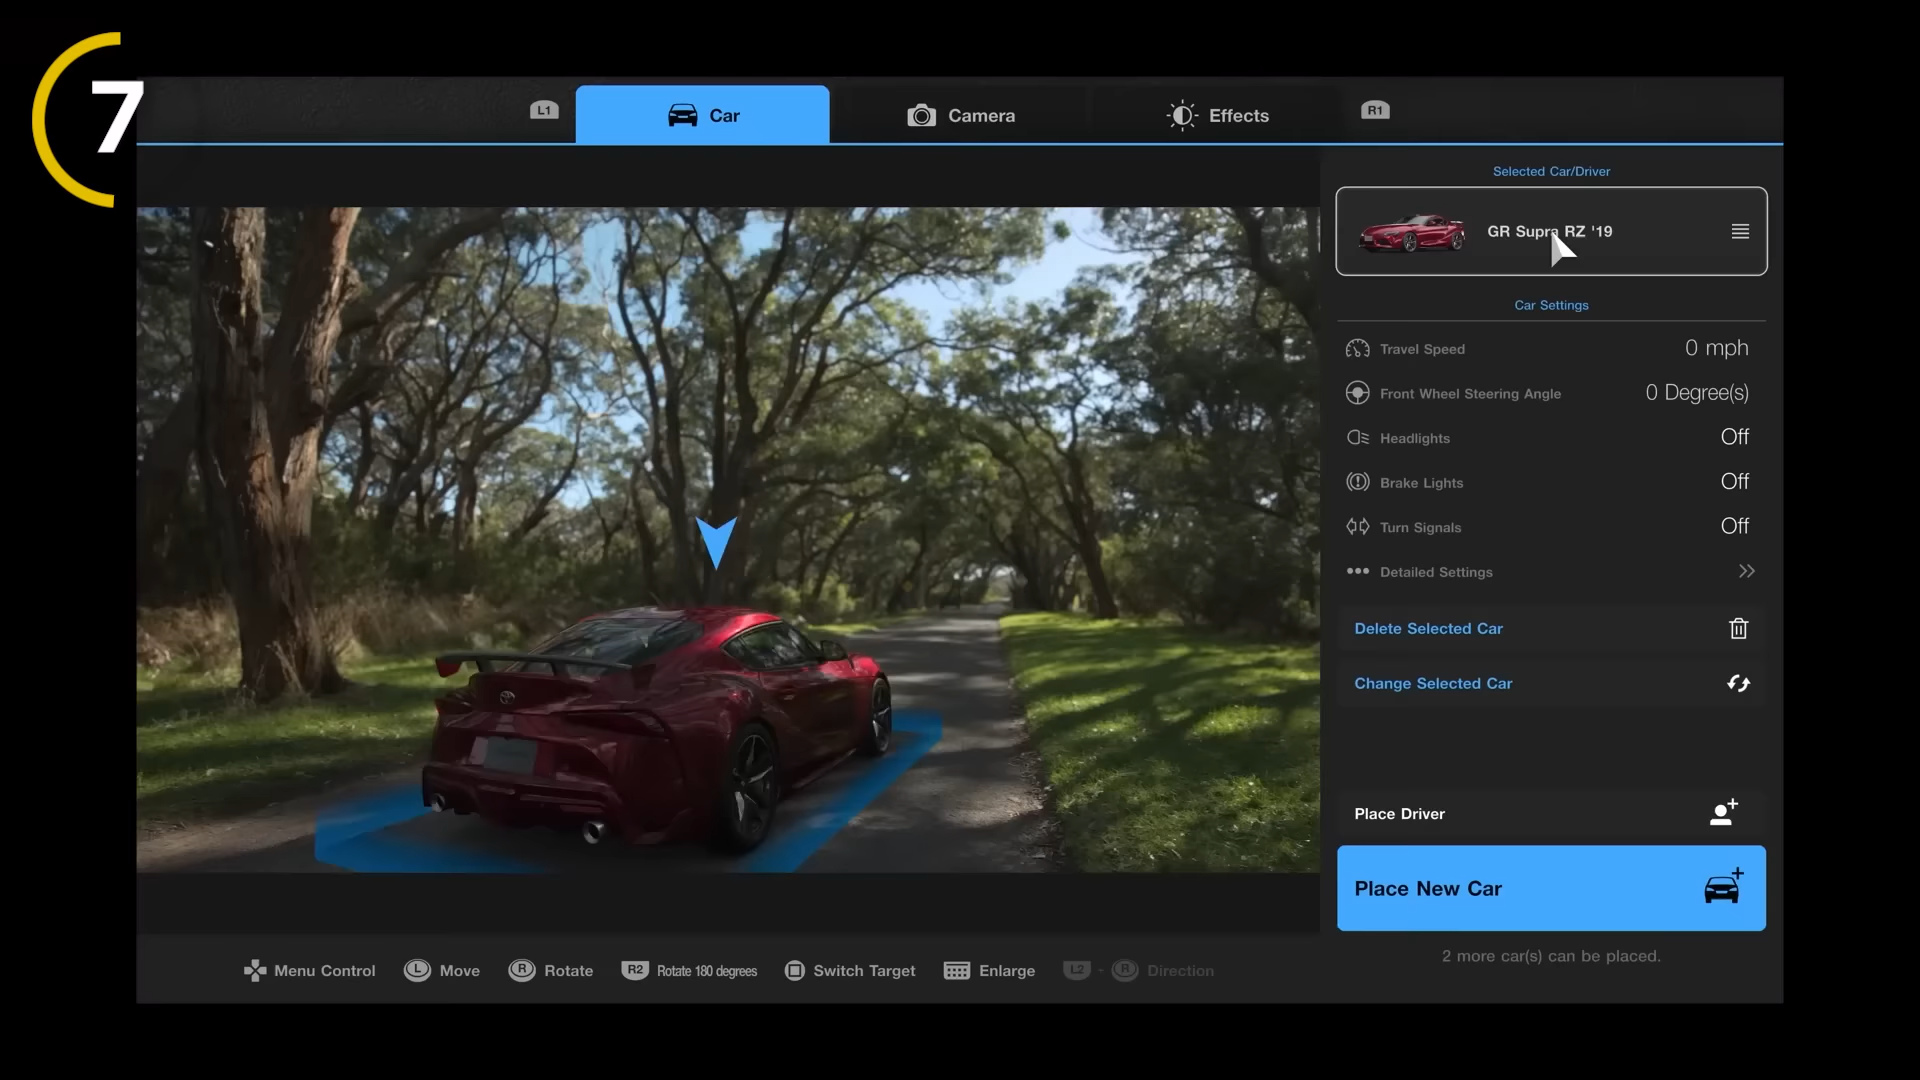 7
L1
Car
Camera
Effects
R1
Selected Car/Driver
GR Supra RZ '19
Car Settings
Travel Speed 0 mph
Front Wheel Steering Angle 0 Degree(s)
Headlights Off
Brake Lights Off
Turn Signals Off
Detailed Settings
Delete Selected Car
Change Selected Car
Place Driver
Place New Car
2 more car(s) can be placed.
Menu Control L Move R Rotate R2 Rotate 180 degrees Switch Target Enlarge L2 - R Direction